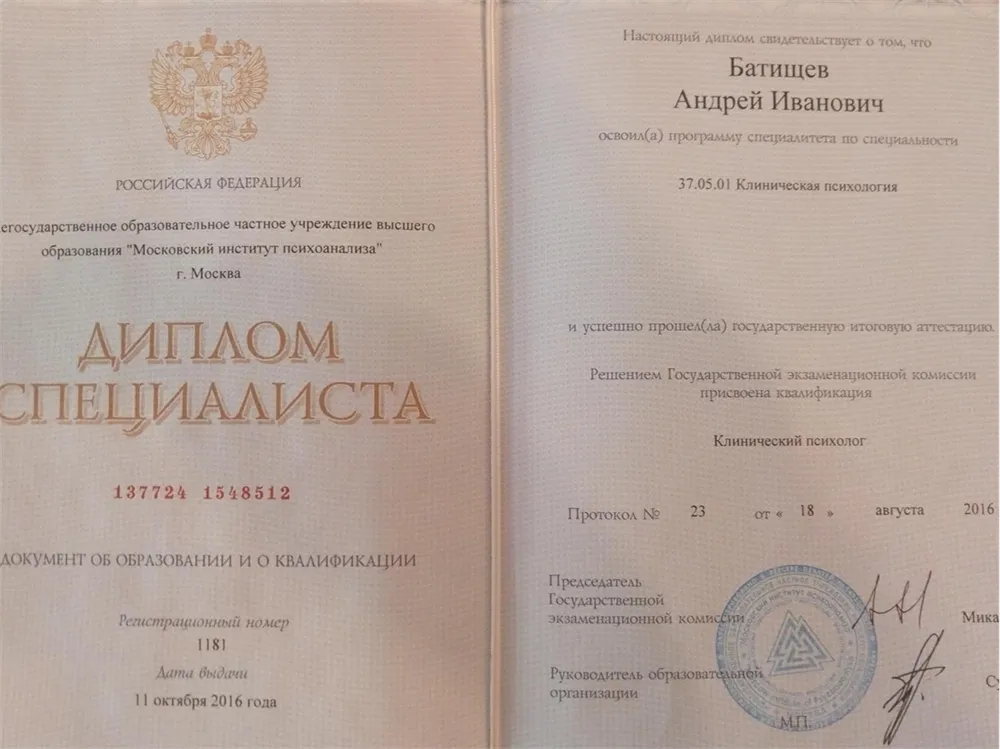 РОССИЙСКАЯ ФЕДЕРАЦИЯ
егосударственное образовательное частное учреждение высшего
образования "Московский институт психоанализа"
г. Москва
ДИПЛОМ
СПЕЦИАЛИСТА
137724 1548512
ДОКУМЕНТ ОБ ОБРАЗОВАНИИ И О КВАЛИФИКАЦИИ
Регистрационный номер
1181
Дата выдачи
11 октября 2016 года
Настоящий диплом свидетельствует о том, что
Батищев
Андрей Иванович
освоил(а) программу специалитета по специальности
37.05.01 Клиническая психология
и успешно прошел(ла) государственную итоговую аттестацию.
Решением Государственной экзаменационной комиссии
присвоена квалификация
Клинический психолог
Протокол № 23 от « 18 » августа 2016
Председатель
Государственной
экзаменационной комиссии Мика
Руководитель образовательной
организации Су
М.П.